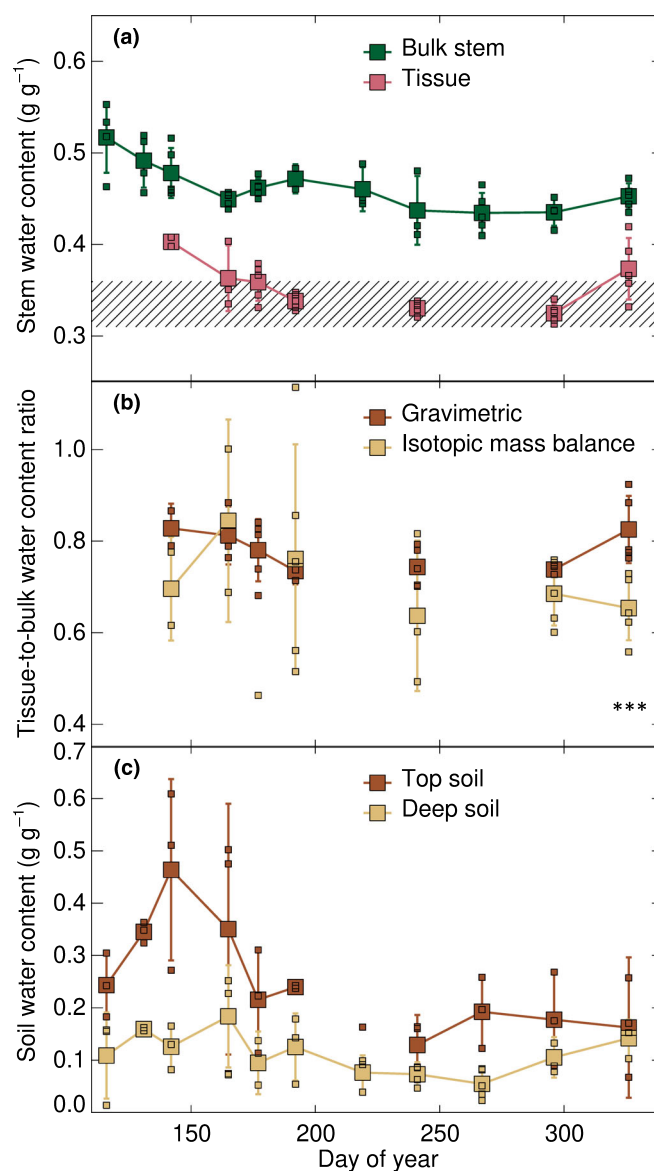 (a)
Bulk stem
Tissue
Stem water content (g g⁻¹)
0.6
0.5
0.4
0.3
(b)
Gravimetric
Isotopic mass balance
Tissue-to-bulk water content ratio
1.0
0.8
0.6
0.4
***
(c)
Top soil
Deep soil
Soil water content (g g⁻¹)
0.7
0.6
0.5
0.4
0.3
0.2
0.1
0.0
150 200 250 300
Day of year